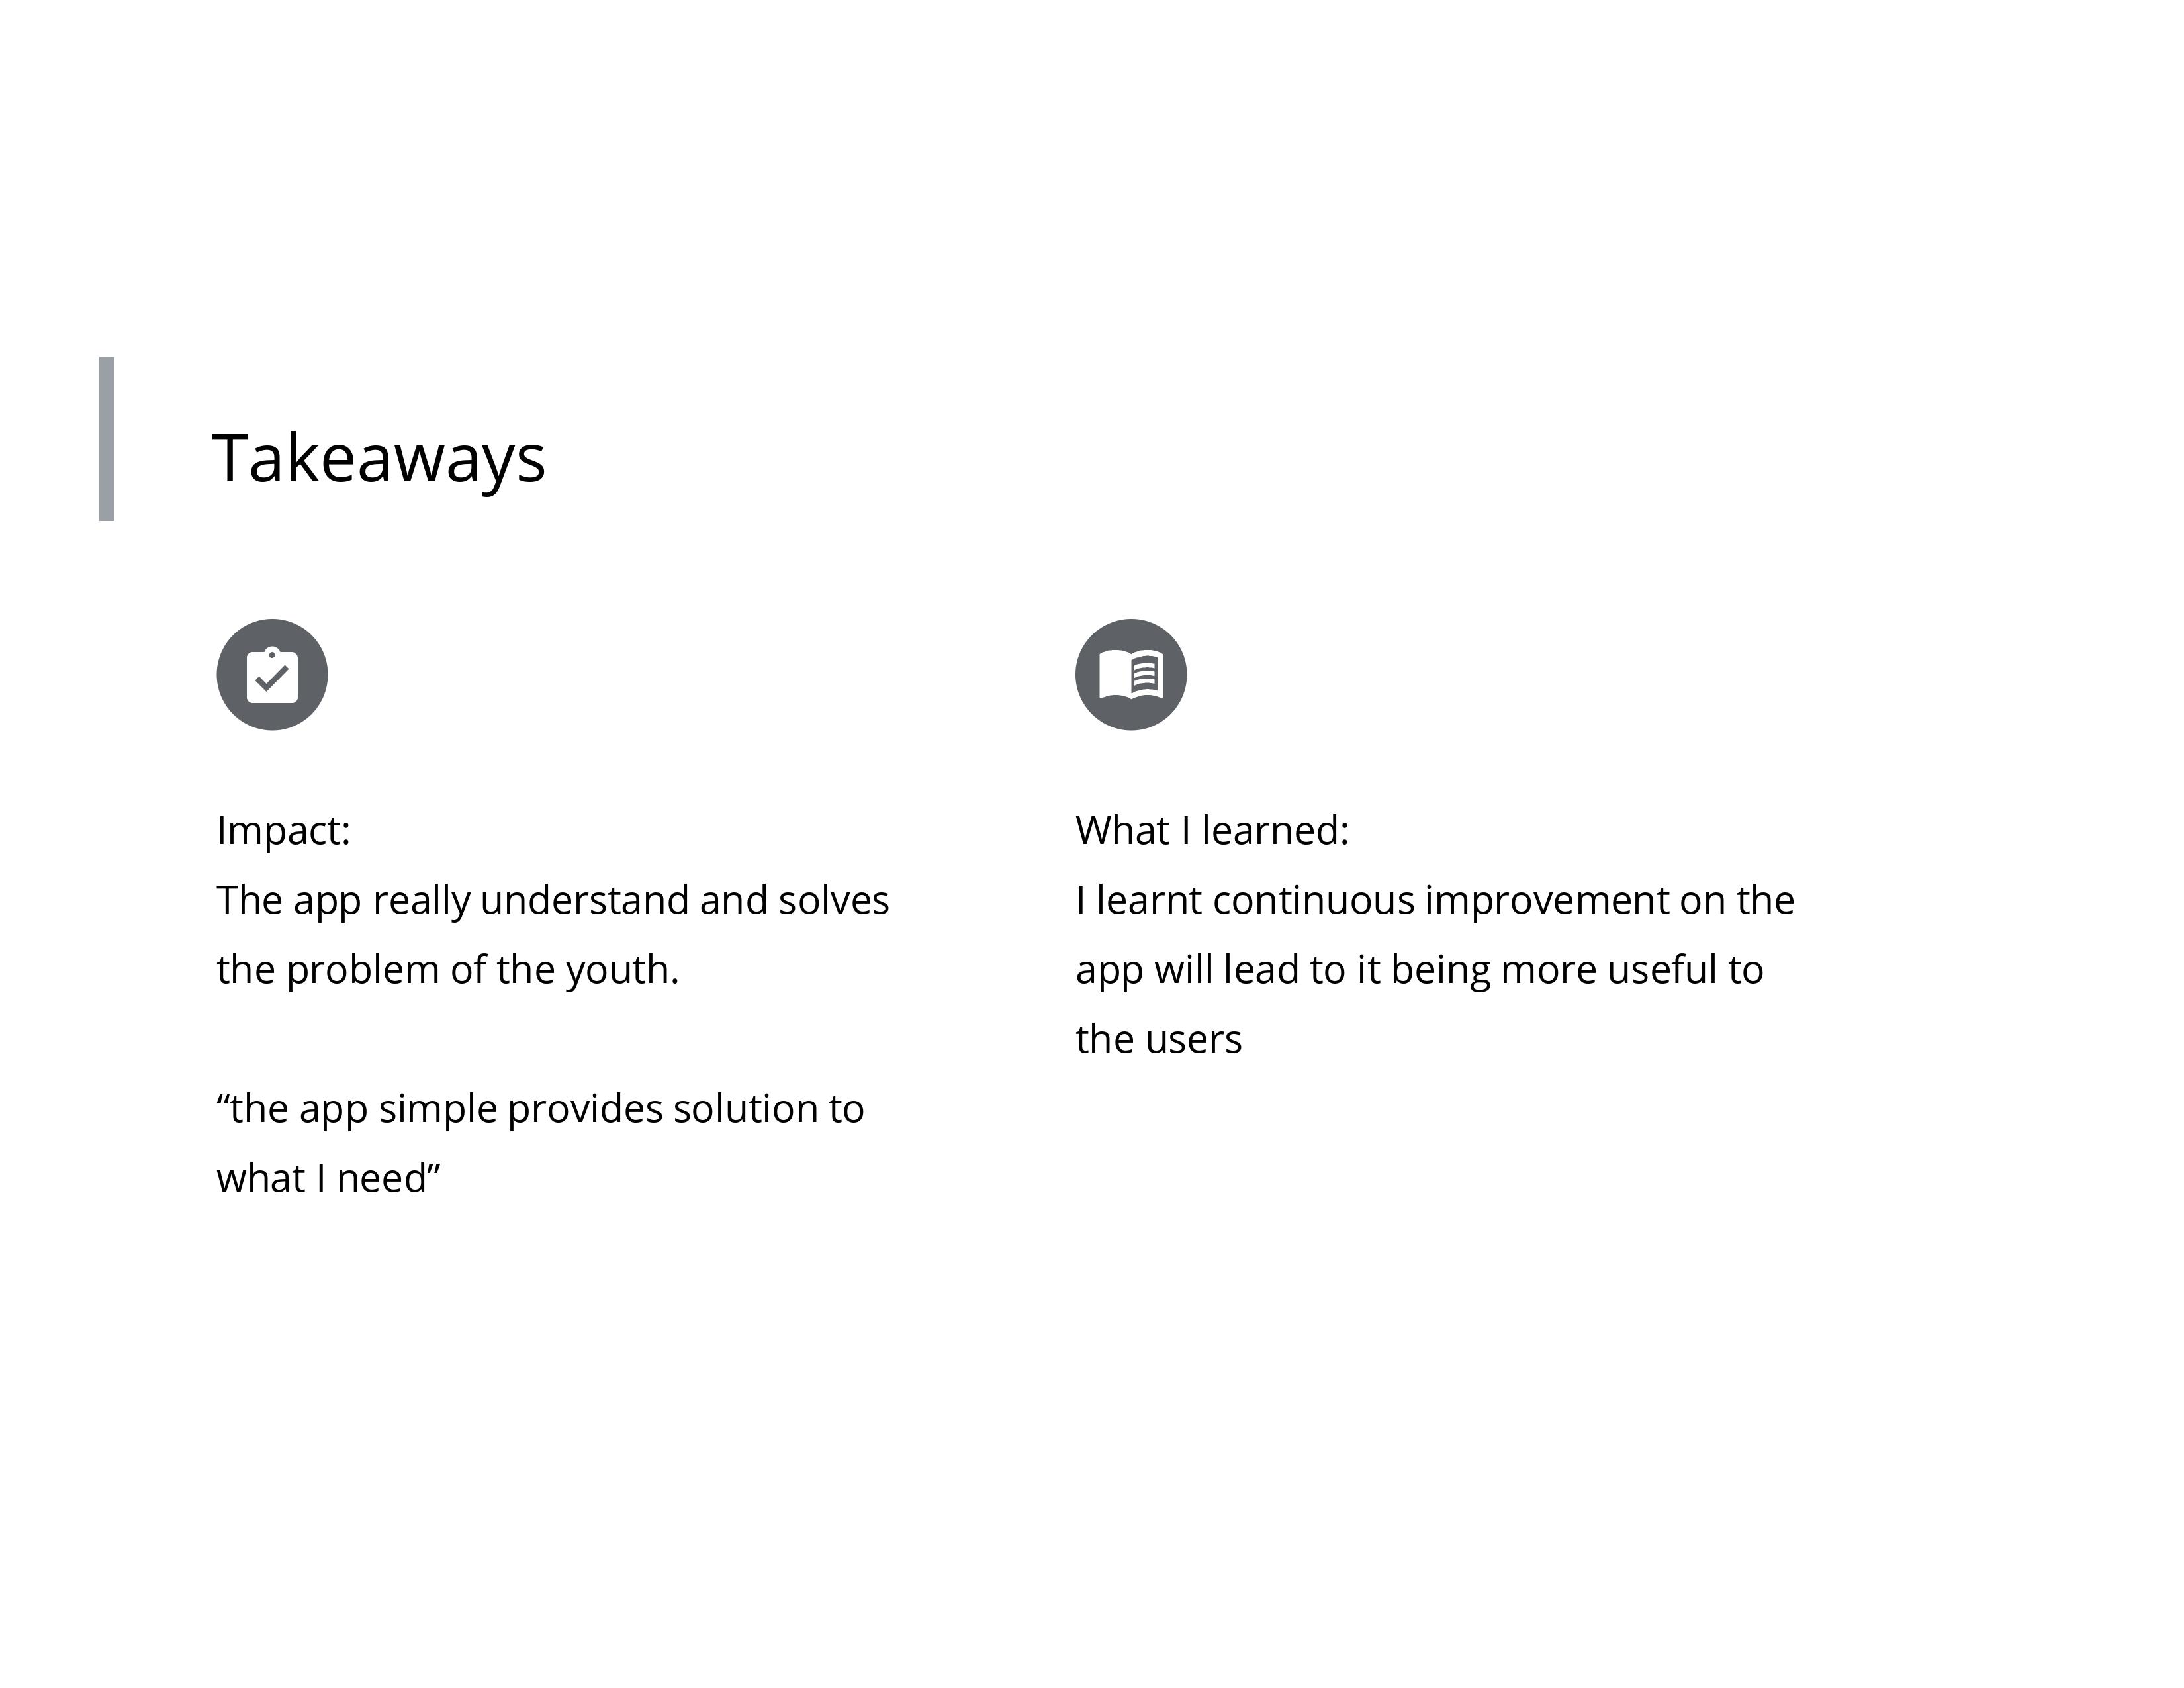 Takeaways
Impact:
The app really understand and solves
the problem of the youth.
“the app simple provides solution to
what I need”
What I learned:
I learnt continuous improvement on the
app will lead to it being more useful to
the users